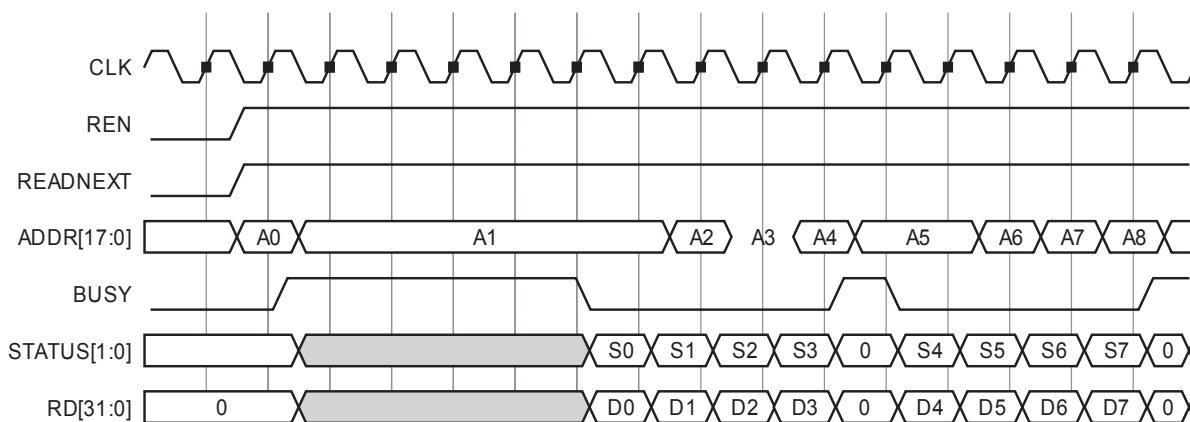 CLK
REN
READNEXT
ADDR[17:0] A0 A1 A2 A3 A4 A5 A6 A7 A8
BUSY
STATUS[1:0] S0 S1 S2 S3 0 S4 S5 S6 S7 0
RD[31:0] 0 D0 D1 D2 D3 0 D4 D5 D6 D7 0